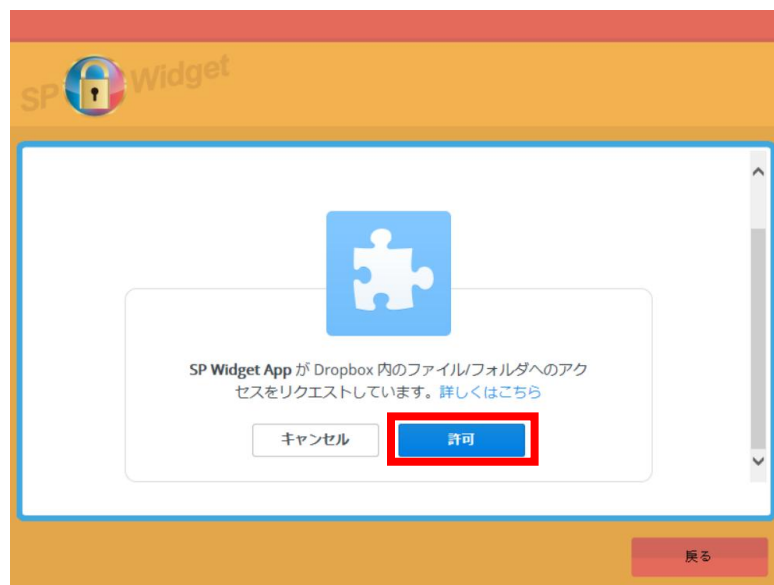 SP Widget
SP Widget App が Dropbox 内のファイル/フォルダへのアク
セスをリクエストしています。詳しくはこちら
キャンセル 許可
戻る